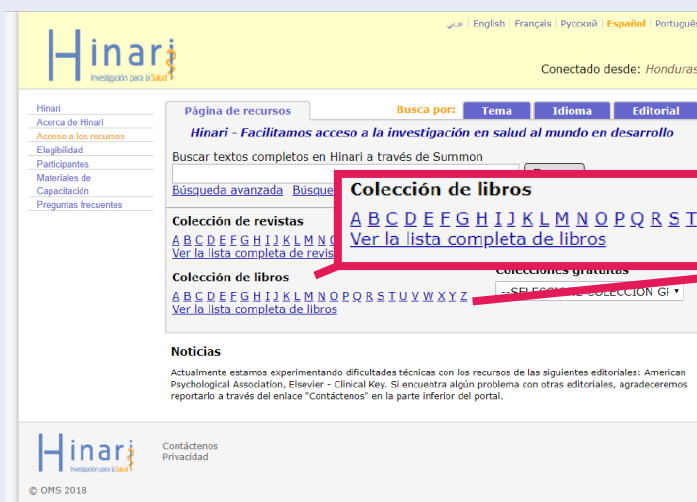 عربي English Français Русский Español Português
Hinari
Investigación para la Salud
Conectado desde: Honduras
Hinari
Acerca de Hinari
Acceso a los recursos
Elegibilidad
Participantes
Materiales de
Capacitación
Preguntas frecuentes
Página de recursos Busca por: Tema Idioma Editorial
Hinari - Facilitamos acceso a la investigación en salud al mundo en desarrollo
Buscar textos completos en Hinari a través de Summon
Búsqueda avanzada
Colección de libros
A B C D E F G H I J K L M N O P Q R S T
Ver la lista completa de libros
Colección de revistas
A B C D E F G H I J K L M N
Ver la lista completa de
Colección de libros
A B C D E F G H I J K L M N O P Q R S T U V W X Y Z
Ver la lista completa de libros
Colecciones gratuitas
--SELECCIONE COLECCIÓN
Noticias
Actualmente estamos experimentando dificultades técnicas con los recursos de las siguientes editoriales: American
Psychological Association, Elsevier - Clinical Key. Si encuentra algún problema con otras editoriales, agradeceremos
reportarlo a través del enlace "Contáctenos" en la parte inferior del portal.
Hinari
Investigación para la Salud
Contáctenos
Privacidad
© OMS 2018